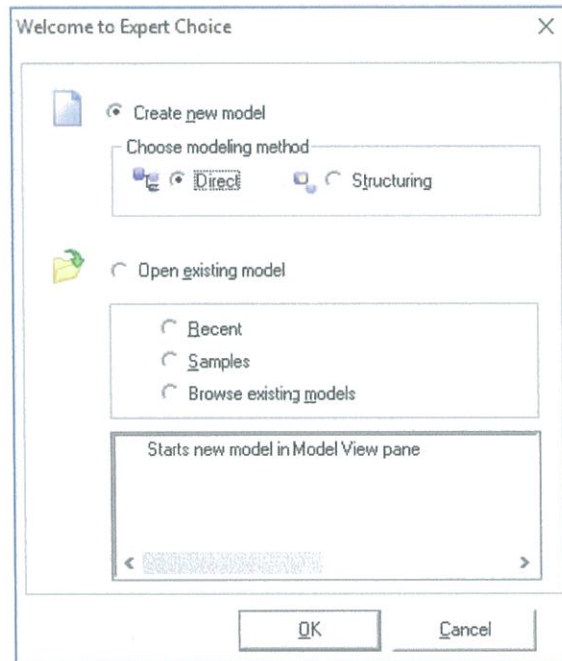 Welcome to Expert Choice
Create new model
Choose modeling method
Direct
Structuring
Open existing model
Recent
Samples
Browse existing models
Starts new model in Model View pane
OK
Cancel